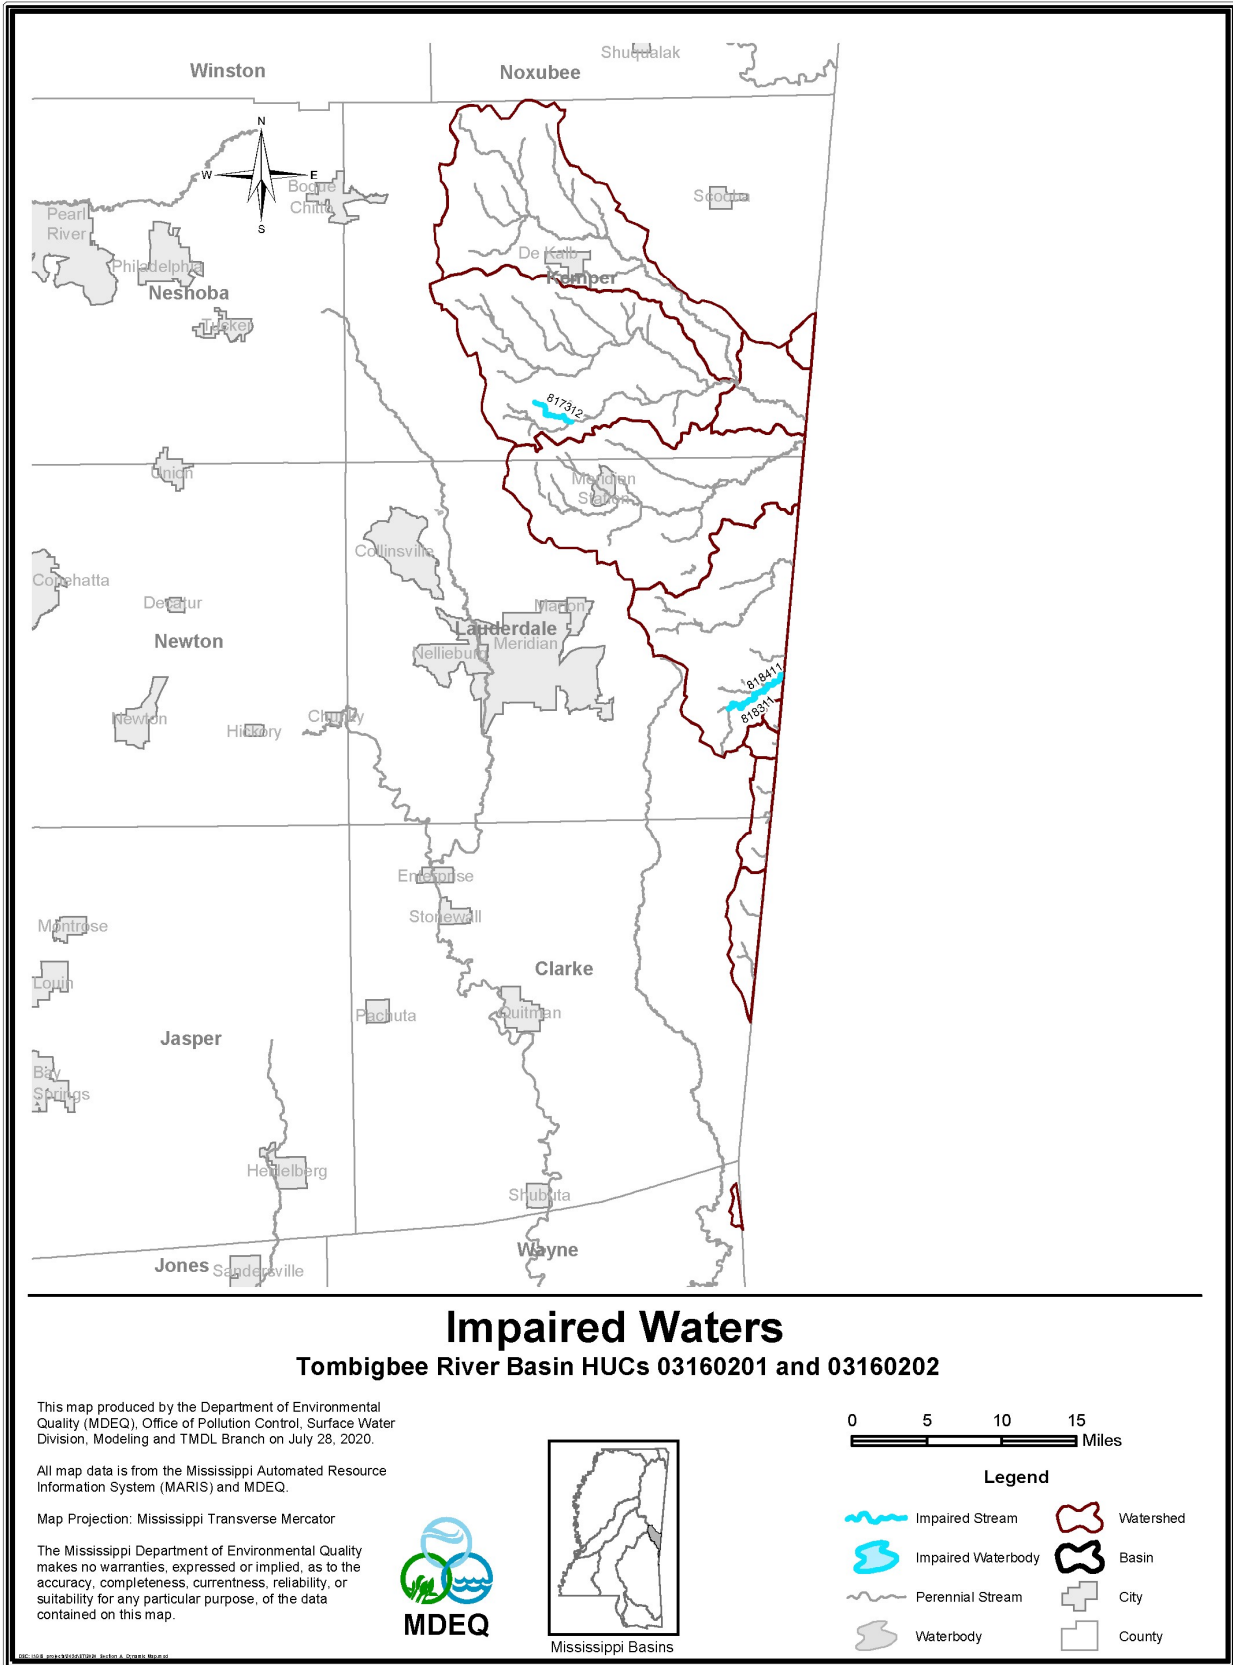 Shuqualak
Winston
Noxubee
N
W
E
S
Bogue
Chitto
Scooba
Pearl
River
Philadelphia
De Kalb
Kemper
Neshoba
Tucker
817312
Union
Meridian
Station
Collinsville
Conehatta
Decatur
Marion
Lauderdale
Newton
Meridian
Nellieburg
818411
818311
Newton
Chunky
Hickory
Enterprise
Stonewall
Montrose
Clarke
Louin
Quitman
Pachuta
Jasper
Bay
Springs
Heidelberg
Shubuta
Wayne
Jones
Sandersville
Impaired Waters
Tombigbee River Basin HUCs 03160201 and 03160202
This map produced by the Department of Environmental
Quality (MDEQ), Office of Pollution Control, Surface Water
Division, Modeling and TMDL Branch on July 28, 2020.
All map data is from the Mississippi Automated Resource
Information System (MARIS) and MDEQ.
Map Projection: Mississippi Transverse Mercator
The Mississippi Department of Environmental Quality
makes no warranties, expressed or implied, as to the
accuracy, completeness, currentness, reliability, or
suitability for any particular purpose, of the data
contained on this map.
MDEQ
Mississippi Basins
0 5 10 15
Miles
Legend
Impaired Stream
Watershed
Impaired Waterbody
Basin
Perennial Stream
City
Waterbody
County